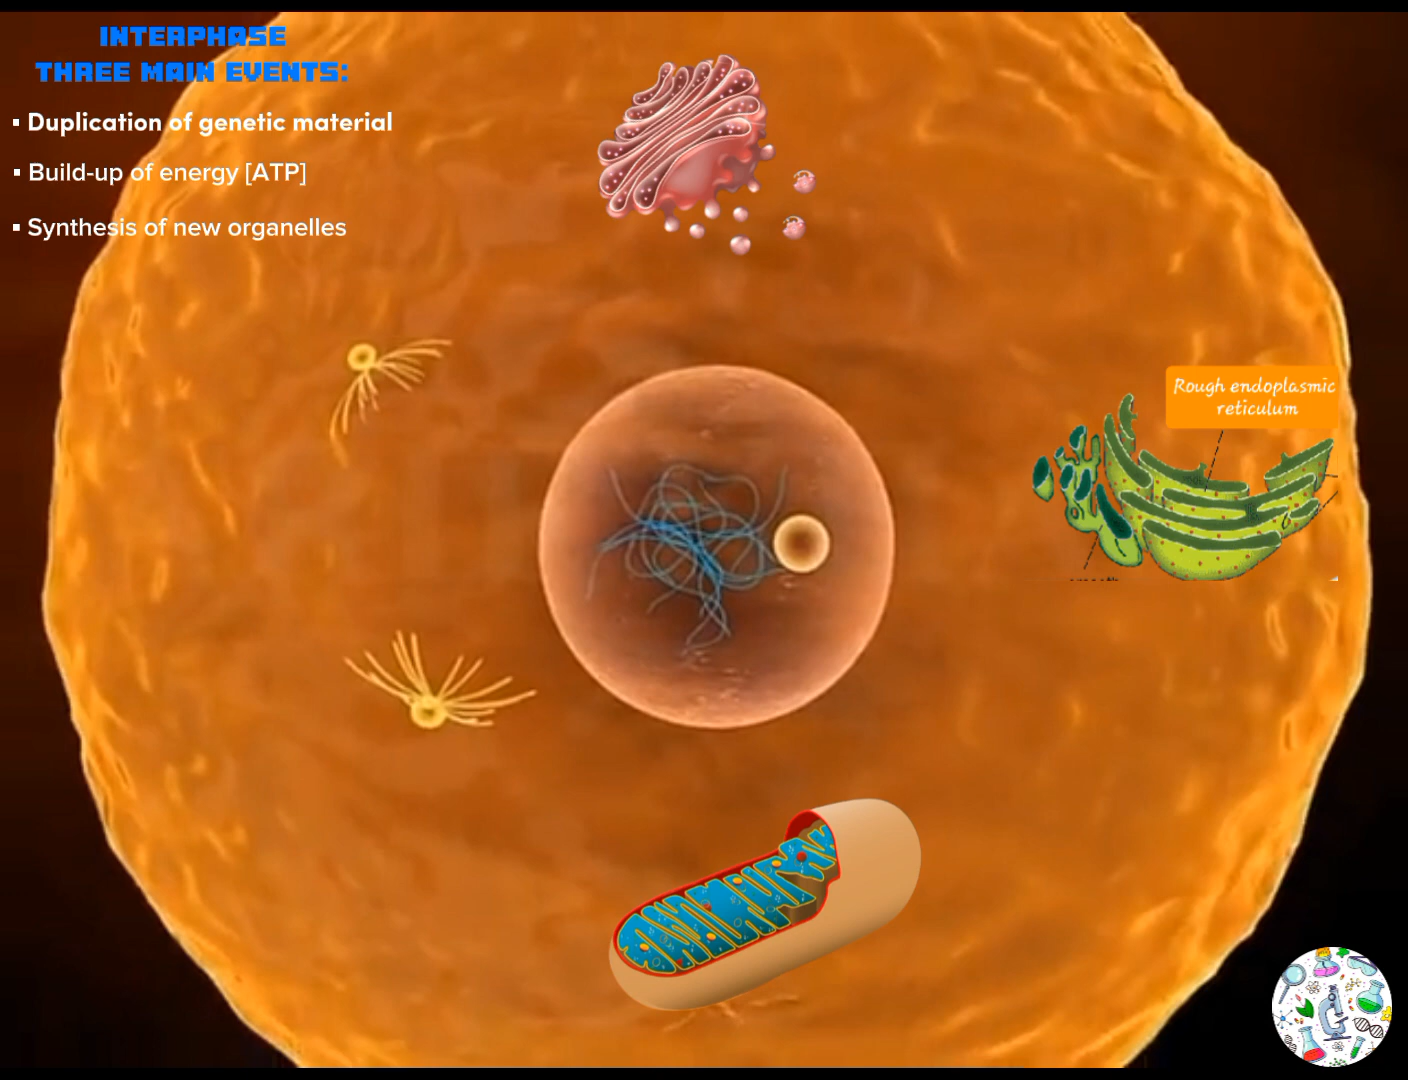 INTERPHASE
THREE MAIN EVENTS:
▪ Duplication of genetic material
▪ Build-up of energy [ATP]
▪ Synthesis of new organelles
Rough endoplasmic
reticulum